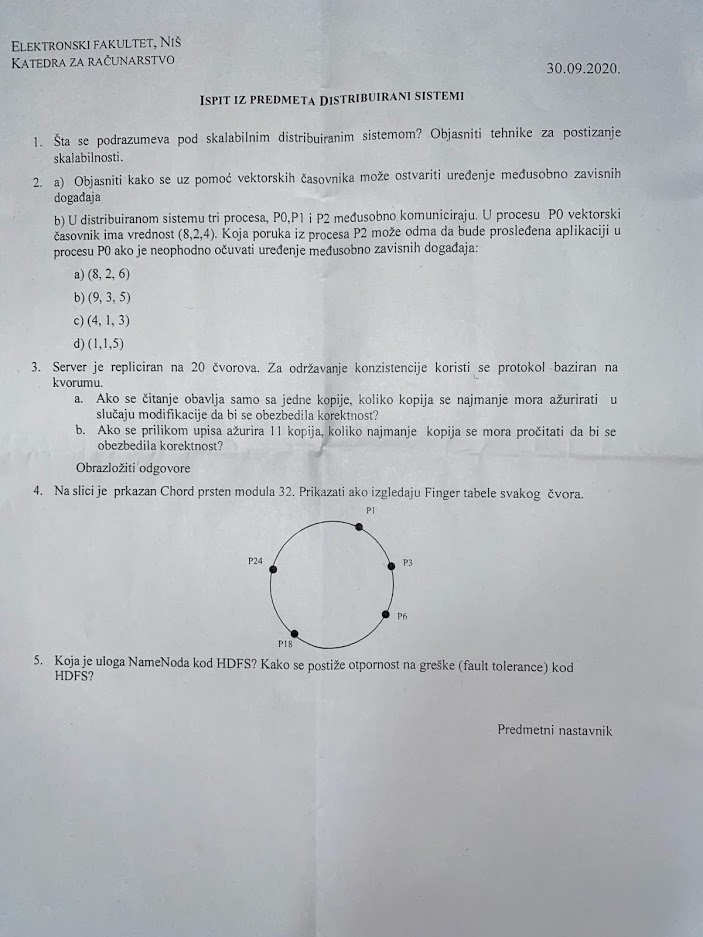 ELEKTRONSKI FAKULTET, NIŠ
KATEDRA ZA RAČUNARSTVO
30.09.2020.
ISPIT IZ PREDMETA DISTRIBUIRANI SISTEMI
1. Šta se podrazumeva pod skalabilnim distribuiranim sistemom? Objasniti tehnike za postizanje
skalabilnosti.
2. a) Objasniti kako se uz pomoć vektorskih časovnika može ostvariti uređenje međusobno zavisnih
događaja
b) U distribuiranom sistemu tri procesa, P0,P1 i P2 međusobno komuniciraju. U procesu P0 vektorski
časovnik ima vrednost (8,2,4). Koja poruka iz procesa P2 može odma da bude prosleđena aplikaciji u
procesu P0 ako je neophodno očuvati uređenje međusobno zavisnih događaja:
a) (8, 2, 6)
b) (9, 3, 5)
c) (4, 1, 3)
d) (1,1,5)
3. Server je repliciran na 20 čvorova. Za održavanje konzistencije koristi se protokol baziran na
kvorumu.
a. Ako se čitanje obavlja samo sa jedne kopije, koliko kopija se najmanje mora ažurirati u
slučaju modifikacije da bi se obezbedila korektnost?
b. Ako se prilikom upisa ažurira 11 kopija, koliko najmanje kopija se mora pročitati da bi se
obezbedila korektnost?
Obrazložiti odgovore
4. Na slici je prkazan Chord prsten modula 32. Prikazati ako izgledaju Finger tabele svakog čvora.
P1
P24
P3
P6
P18
5. Koja je uloga NameNoda kod HDFS? Kako se postiže otpornost na greške (fault tolerance) kod
HDFS?
Predmetni nastavnik